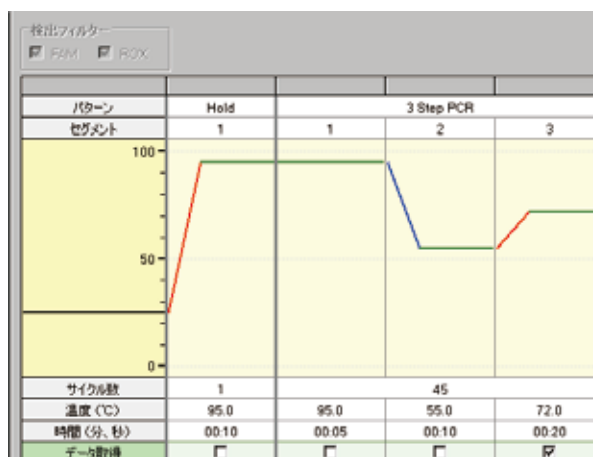 検出フィルター
FAM ROX
パターン Hold 3 Step PCR
セグメント 1 1 2 3
100
50
0
サイクル数 1 45
温度 (°C) 95.0 95.0 55.0 72.0
時間 (分、秒) 00:10 00:05 00:10 00:20
データ取得